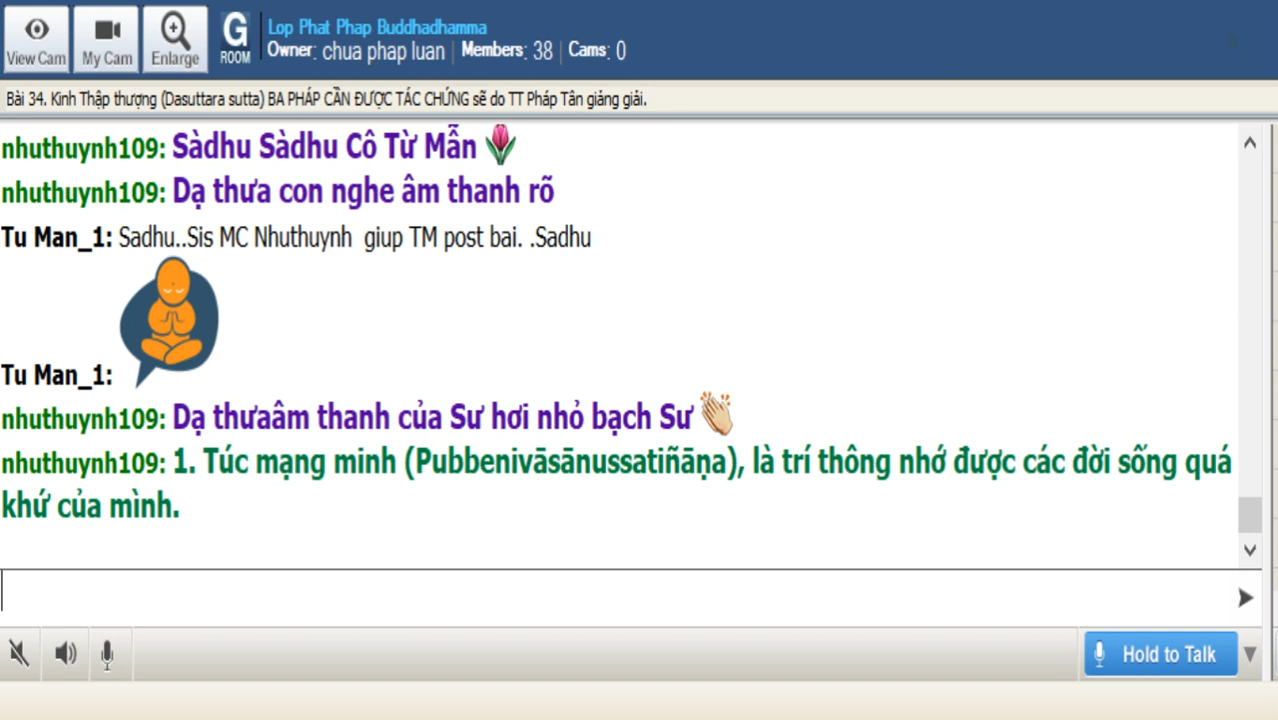 View Cam
My Cam
Enlarge
G
ROOM
Lop Phat Phap Buddhadhamma
Owner: chua phap luan | Members: 38 | Cams: 0
Bài 34. Kinh Thập thượng (Dasuttara sutta) BA PHÁP CẦN ĐƯỢC TÁC CHỨNG sẽ do TT Pháp Tân giảng giải.
nhuthuynh109: Sàdhu Sàdhu Cô Từ Mẫn
nhuthuynh109: Dạ thưa con nghe âm thanh rõ
Tu Man_1: Sadhu..Sis MC Nhuthuynh giup TM post bai. .Sadhu
Tu Man_1:
nhuthuynh109: Dạ thưaâm thanh của Sư hơi nhỏ bạch Sư
nhuthuynh109: 1. Túc mạng minh (Pubbenivāsānussatiñāṇa), là trí thông nhớ được các đời sống quá
khứ của mình.
Hold to Talk